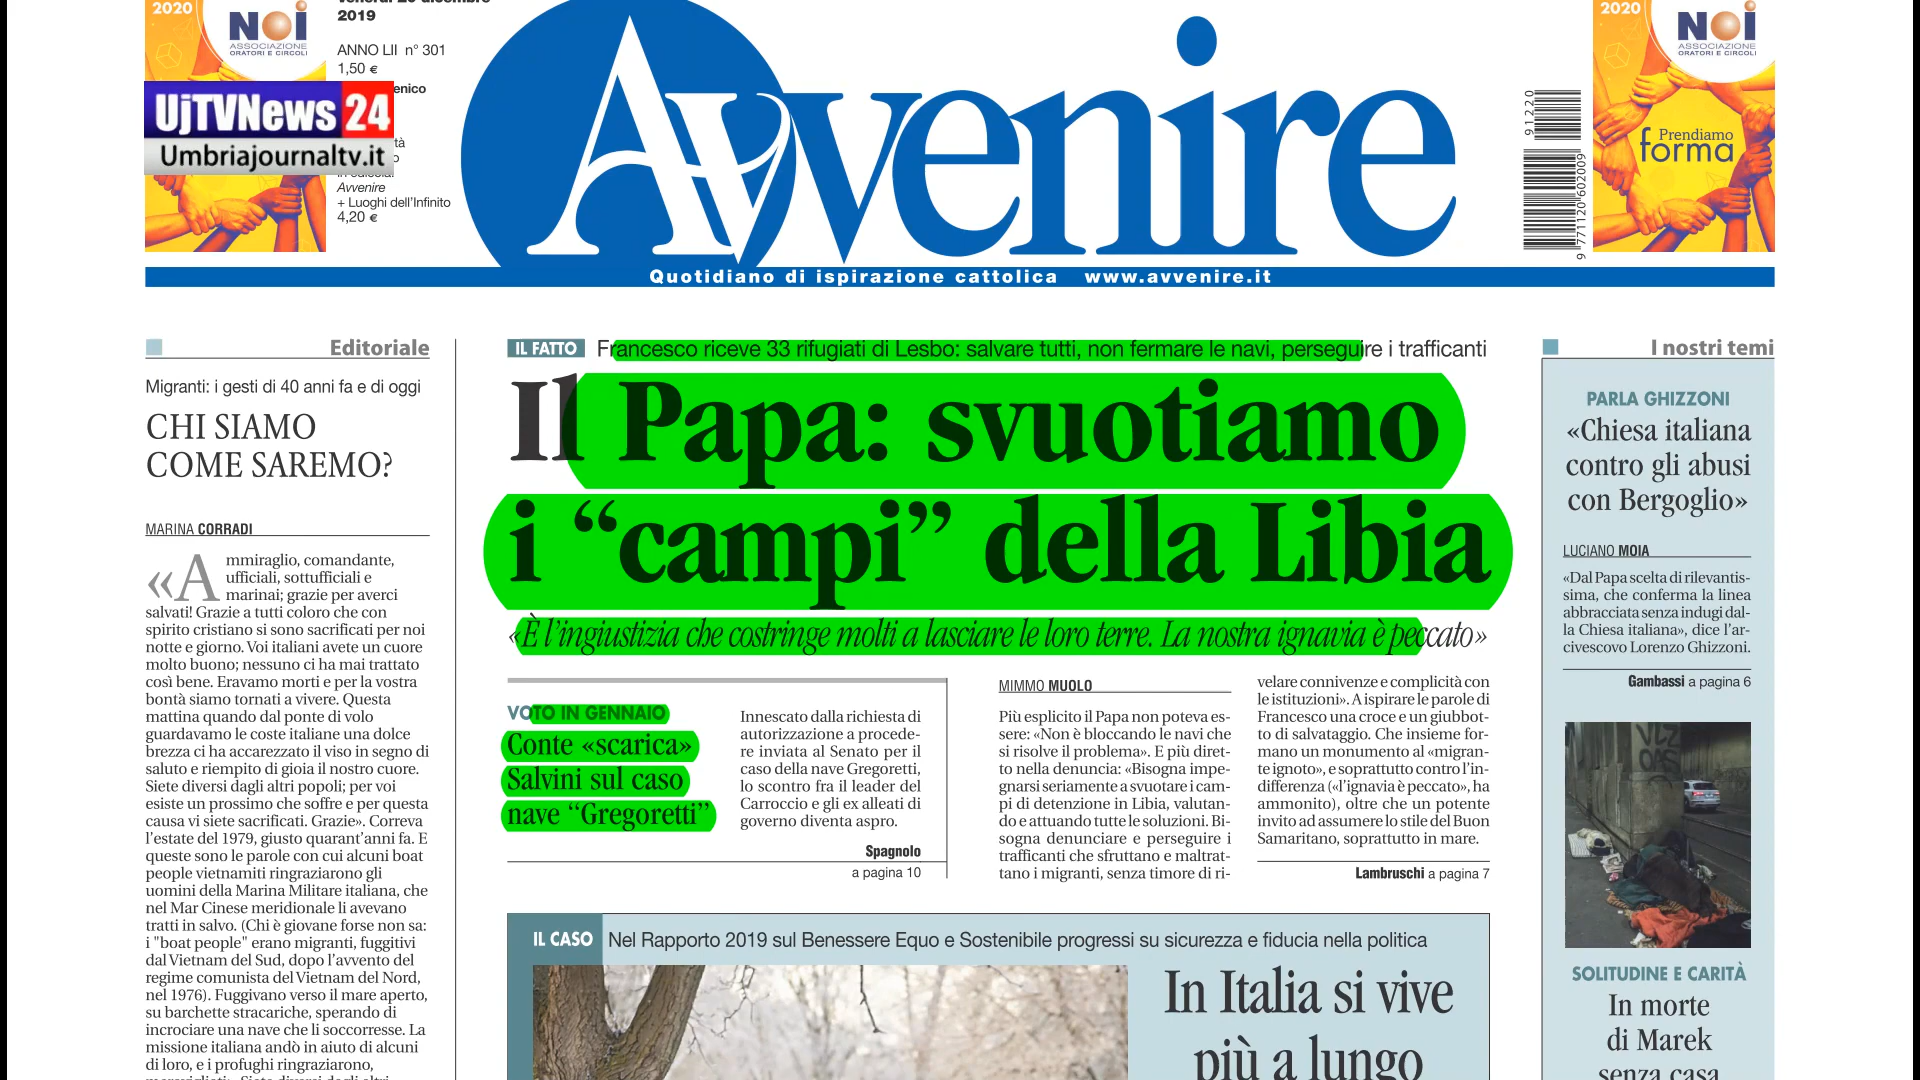 2020
NOI
ASSOCIAZIONE
ORATORI E CIRCOLI
2019
ANNO LII n° 301
1,50 €
enico
UjTVNews 24
Umbriajournaltv.it
Avvenire
+ Luoghi dell'Infinito
4,20 €
Avvenire
Quotidiano di ispirazione cattolica www.avvenire.it
91220
9 771120 602009
2020
NOI
ASSOCIAZIONE
ORATORI E CIRCOLI
Prendiamo
forma
Editoriale
Migranti: i gesti di 40 anni fa e di oggi
CHI SIAMO
COME SAREMO?
MARINA CORRADI
«Ammiraglio, comandante,
ufficiali, sottufficiali e
marinai; grazie per averci
salvati! Grazie a tutti coloro che con
spirito cristiano si sono sacrificati per noi
notte e giorno. Voi italiani avete un cuore
molto buono; nessuno ci ha mai trattato
così bene. Eravamo morti e per la vostra
bontà siamo tornati a vivere. Questa
mattina quando dal ponte di volo
guardavamo le coste italiane una dolce
brezza ci ha accarezzato il viso in segno di
saluto e riempito di gioia il nostro cuore.
Siete diversi dagli altri popoli; per voi
esiste un prossimo che soffre e per questa
causa vi siete sacrificati. Grazie». Correva
l'estate del 1979, giusto quarant'anni fa. E
queste sono le parole con cui alcuni boat
people vietnamiti ringraziarono gli
uomini della Marina Militare italiana, che
nel Mar Cinese meridionale li avevano
tratti in salvo. (Chi è giovane forse non sa:
i "boat people" erano migranti, fuggitivi
dal Vietnam del Sud, dopo l'avvento del
regime comunista del Vietnam del Nord,
nel 1976). Fuggivano verso il mare aperto,
su barchette stracariche, sperando di
incrociare una nave che li soccorresse. La
missione italiana andò in aiuto di alcuni
di loro, e i profughi ringraziarono,
IL FATTO Francesco riceve 33 rifugiati di Lesbo: salvare tutti, non fermare le navi, perseguire i trafficanti
Il Papa: svuotiamo
i “campi” della Libia
«È l'ingiustizia che costringe molti a lasciare le loro terre. La nostra ignavia è peccato»
VOTO IN GENNAIO
Conte «scarica»
Salvini sul caso
nave “Gregoretti”
Innescato dalla richiesta di
autorizzazione a procede-
re inviata al Senato per il
caso della nave Gregoretti,
lo scontro fra il leader del
Carroccio e gli ex alleati di
governo diventa aspro.
Spagnolo
a pagina 10
MIMMO MUOLO
Più esplicito il Papa non poteva es-
sere: «Non è bloccando le navi che
si risolve il problema». E più diret-
to nella denuncia: «Bisogna impe-
gnarsi seriamente a svuotare i cam-
pi di detenzione in Libia, valutan-
do e attuando tutte le soluzioni. Bi-
sogna denunciare e perseguire i
trafficanti che sfruttano e maltrat-
tano i migranti, senza timore di ri-
velare connivenze e complicità con
le istituzioni». A ispirare le parole di
Francesco una croce e un giubbot-
to di salvataggio. Che insieme for-
mano un monumento al «migran-
te ignoto», e soprattutto contro l'in-
differenza («l'ignavia è peccato», ha
ammonito), oltre che un potente
invito ad assumere lo stile del Buon
Samaritano, soprattutto in mare.
Lambruschi a pagina 7
IL CASO Nel Rapporto 2019 sul Benessere Equo e Sostenibile progressi su sicurezza e fiducia nella politica
In Italia si vive
più a lungo
I nostri temi
PARLA GHIZZONI
«Chiesa italiana
contro gli abusi
con Bergoglio»
LUCIANO MOIA
«Dal Papa scelta di rilevantis-
sima, che conferma la linea
abbracciata senza indugi dal-
la Chiesa italiana», dice l'ar-
civescovo Lorenzo Ghizzoni.
Gambassi a pagina 6
SOLITUDINE E CARITÀ
In morte
di Marek
senza casa